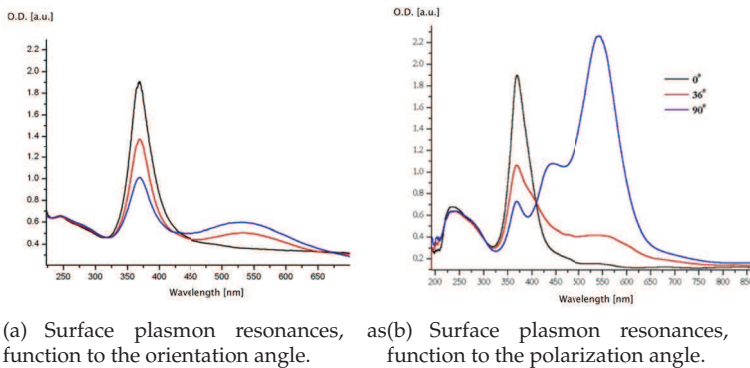 O.D. [a.u.]
2.2
2.0
1.8
1.6
1.4
1.2
1.0
0.8
0.6
0.4
250 300 350 400 450 500 550 600 650
Wavelength [nm]
O.D. [a.u.]
2.2
2.0
1.8
1.6
1.4
1.2
1.0
0.8
0.6
0.4
0.2
200 250 300 350 400 450 500 550 600 650 700 750 800 850
Wavelength [nm]
0°
36°
90°
(a) Surface plasmon resonances, as
function to the orientation angle.
(b) Surface plasmon resonances,
function to the polarization angle.